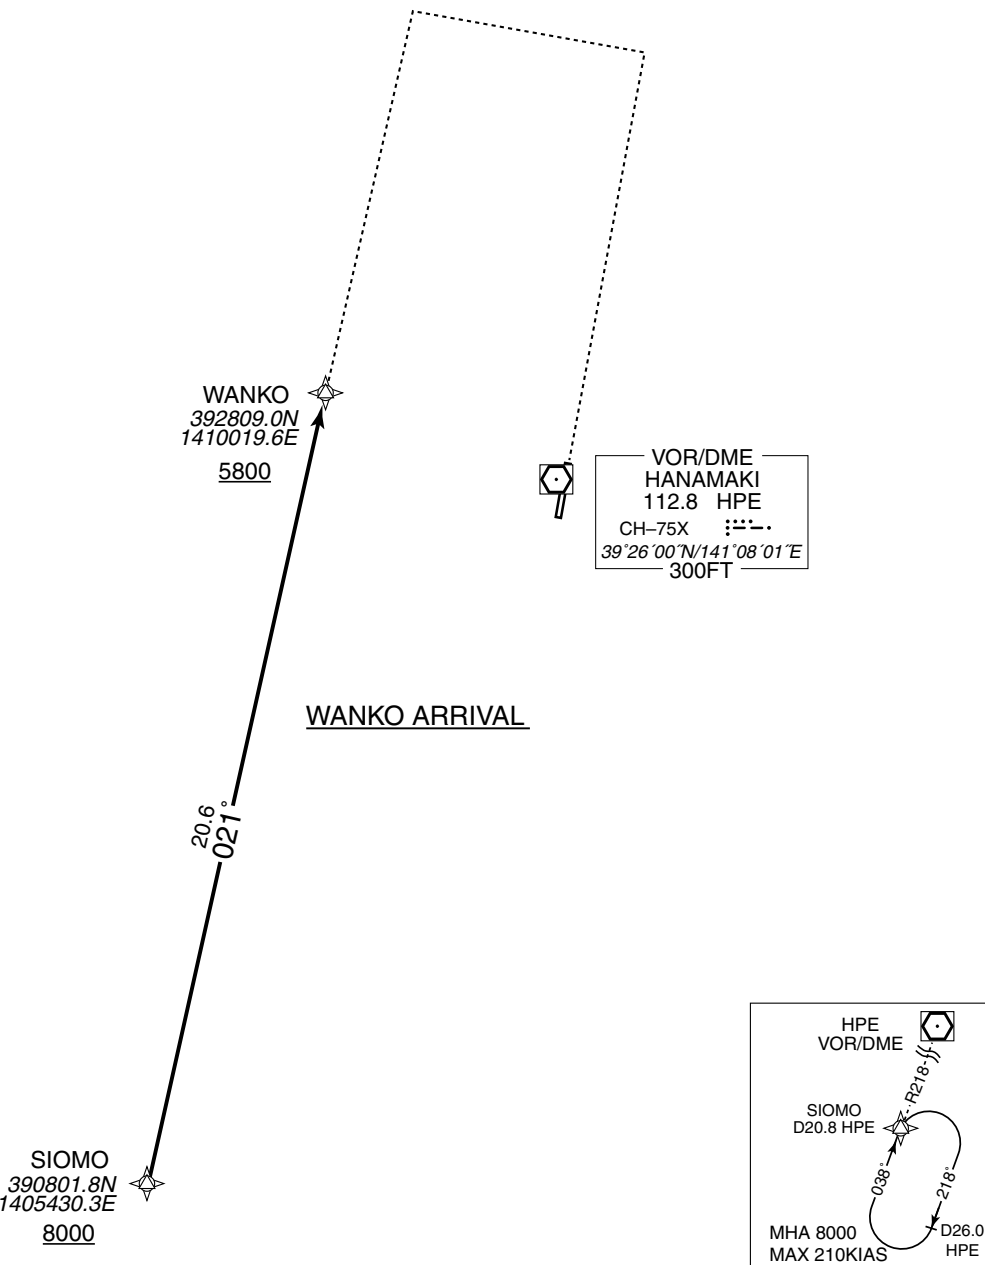 WANKO
392809.0N
1410019.6E
5800
VOR/DME
HANAMAKI
112.8 HPE
CH–75X
39°26´00˝N/141°08´01˝E
300FT
WANKO ARRIVAL
20.6
021°
SIOMO
390801.8N
1405430.3E
8000
HPE
VOR/DME
R218
SIOMO
D20.8 HPE
038°
218°
D26.0
HPE
MHA 8000
MAX 210KIAS